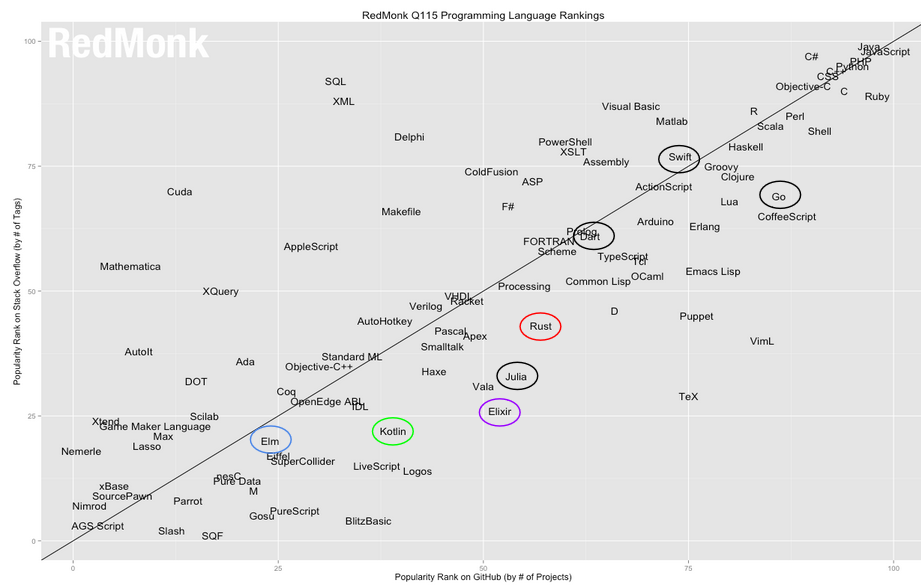 RedMonk Q115 Programming Language Rankings
RedMonk
100
Java
JavaScript
C#
PHP
Python
C++
CSS
SQL
Objective-C
C
Ruby
XML
Visual Basic
R
Perl
Matlab
Scala
Shell
Delphi
PowerShell
Haskell
XSLT
Swift
Assembly
75
Groovy
ColdFusion
Clojure
ASP
ActionScript
Cuda
Go
Lua
F#
Makefile
CoffeeScript
Arduino
Erlang
Prolog
Dart
FORTRAN
AppleScript
Scheme
TypeScript
Tcl
Mathematica
Emacs Lisp
OCaml
Common Lisp
Processing
50
XQuery
VHDL
Racket
Verilog
D
Puppet
AutoHotkey
Rust
Pascal
Apex
VimL
Smalltalk
AutoIt
Standard ML
Ada
Objective-C++
Haxe
Julia
DOT
Vala
Coq
TeX
OpenEdge ABL
IDL
Elixir
25
Scilab
Xtend
Game Maker Language
Kotlin
Max
Elm
Lasso
Nemerle
Eiffel
SuperCollider
LiveScript
Logos
nesC
Pure Data
xBase
M
SourcePawn
Parrot
Nimrod
PureScript
Gosu
BlitzBasic
AGS Script
Slash
SQF
0
0
25
50
75
100
Popularity Rank on Stack Overflow (by # of Tags)
Popularity Rank on GitHub (by # of Projects)